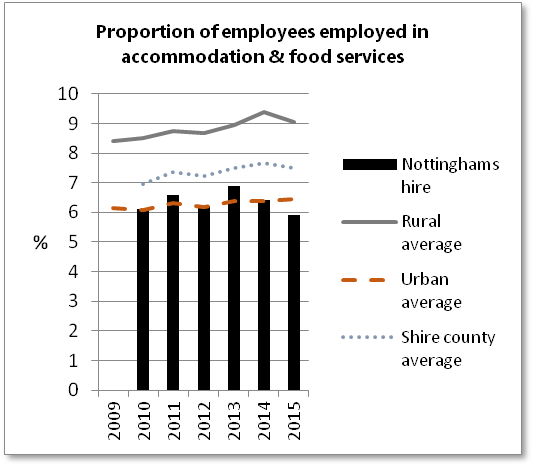 Proportion of employees employed in
accommodation & food services
10
9
8
7
6
5
4
3
2
1
0
%
2009
2010
2011
2012
2013
2014
2015
Nottinghams
hire
Rural
average
Urban
average
Shire county
average